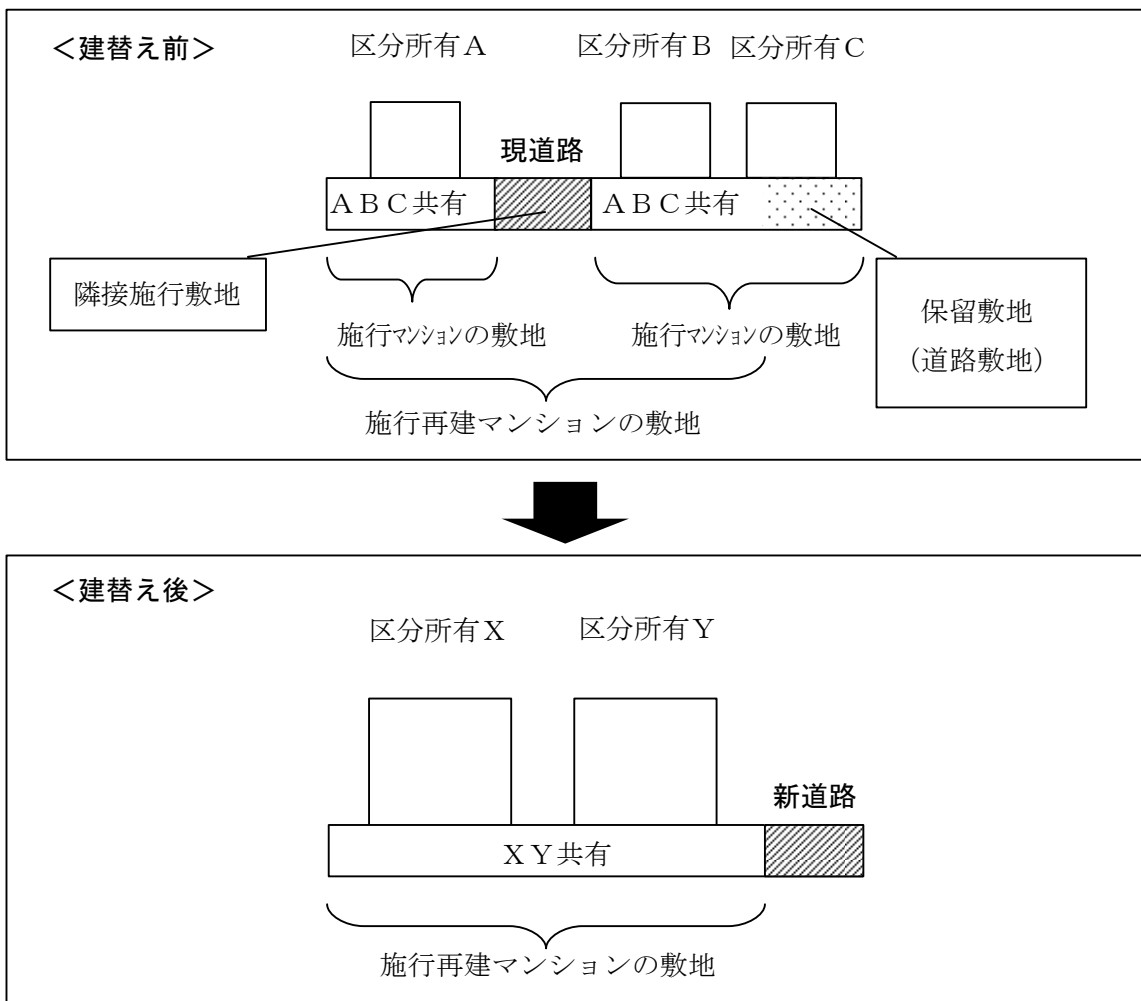 <建替え前>
区分所有A　区分所有B　区分所有C
現道路
ABC共有　ABC共有
隣接施行敷地
保留敷地
(道路敷地)
施行マンションの敷地　施行マンションの敷地
施行再建マンションの敷地
<建替え後>
区分所有X　区分所有Y
新道路
XY共有
施行再建マンションの敷地